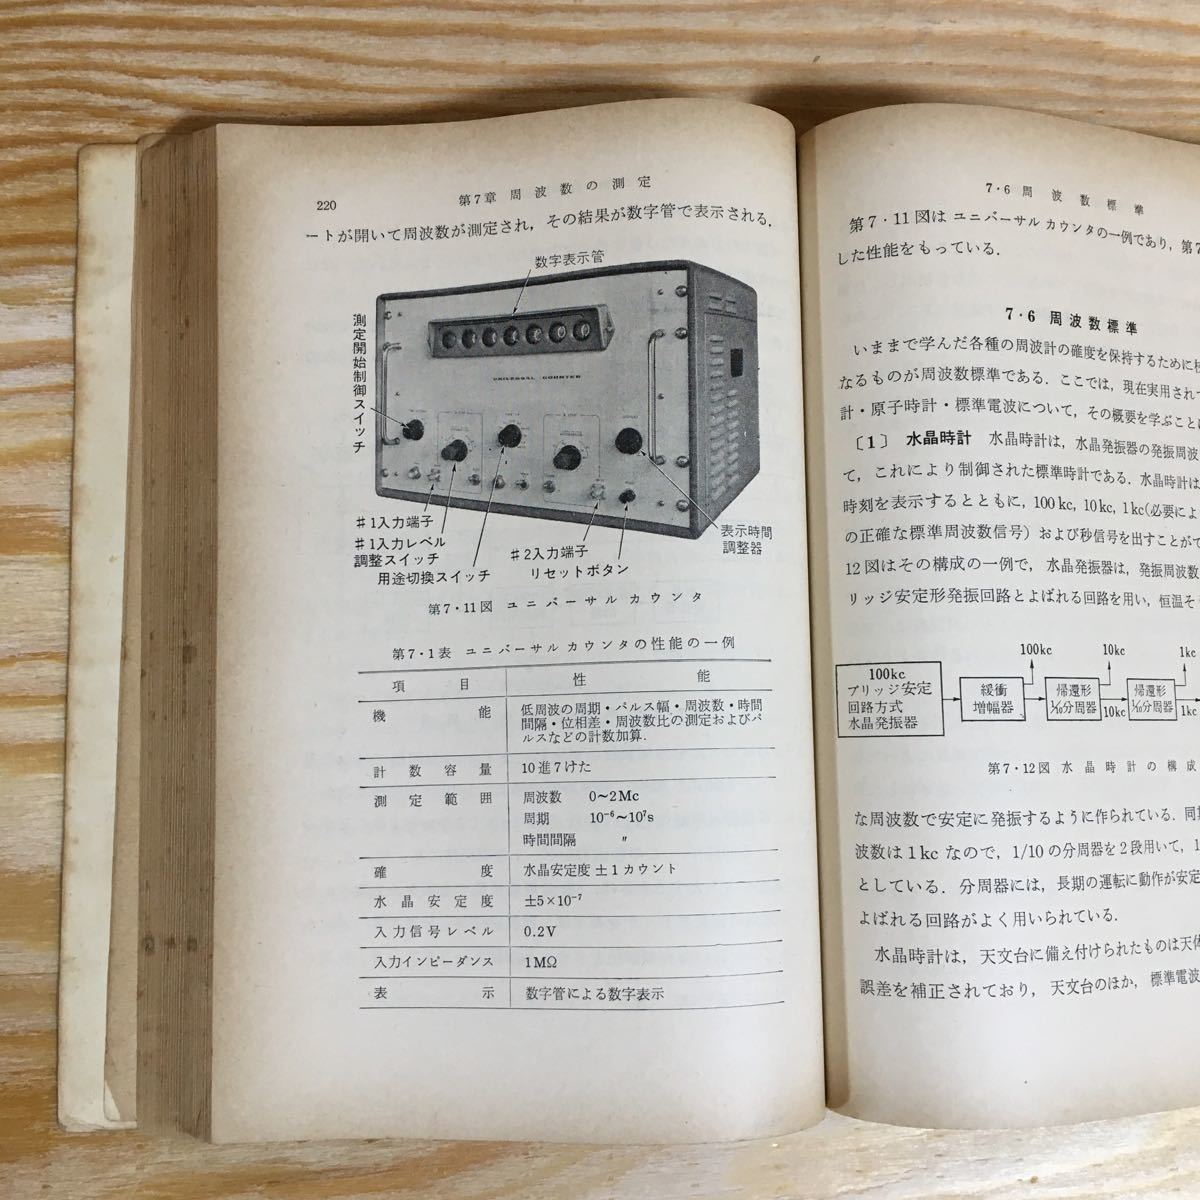 220
第7章 周波数の測定
ートが開いて周波数が測定され，その結果が数字管で表示される．
数字表示管
測定開始制御スイッチ
UNIVERSAL COUNTER
♯1入力端子
♯1入力レベル
調整スイッチ
用途切換スイッチ
♯2入力端子
リセットボタン
表示時間
調整器
第7・11図 ユニバーサルカウンタ
第7・1表 ユニバーサルカウンタの性能の一例
項目 性能
機能 低周波の周期・パルス幅・周波数・時間
間隔・位相差・周波数比の測定およびパ
ルスなどの計数加算．
計数容量 10進7けた
測定範囲 周波数 0〜2Mc
周期 10⁻⁶〜10⁷s
時間間隔 〃
確度 水晶安定度±1カウント
水晶安定度 ±5×10⁻⁷
入力信号レベル 0.2V
入力インピーダンス 1MΩ
表示 数字管による数字表示
7・6 周波数標準
第7・11図は ユニバーサルカウンタの一例であり，第7
した性能をもっている．
7・6 周波数標準
いままで学んだ各種の周波計の確度を保持するために
なるものが周波数標準である．ここでは，現在実用され
計・原子時計・標準電波について，その概要を学ぶこと
〔1〕 水晶時計 水晶時計は，水晶発振器の発振周波
て，これにより制御された標準時計である．水晶時計は
時刻を表示するとともに，100kc, 10kc, 1kc(必要によ
の正確な標準周波数信号）および秒信号を出すことが
12図はその構成の一例で，水晶発振器は，発振周波数
リッジ安定形発振回路とよばれる回路を用い，恒温そ
100kc 10kc 1kc
100kc
ブリッジ安定
回路方式
水晶発振器
緩衝
増幅器
帰還形
1/10分周器
10kc
帰還形
1/10分周器
1kc
第7・12図 水晶時計の構成
な周波数で安定に発振するように作られている．同
波数は1kcなので，1/10の分周器を2段用いて，1
としている．分周器には，長期の運転に動作が安定
よばれる回路がよく用いられている．
水晶時計は，天文台に備え付けられたものは天体
誤差を補正されており，天文台のほか，標準電波